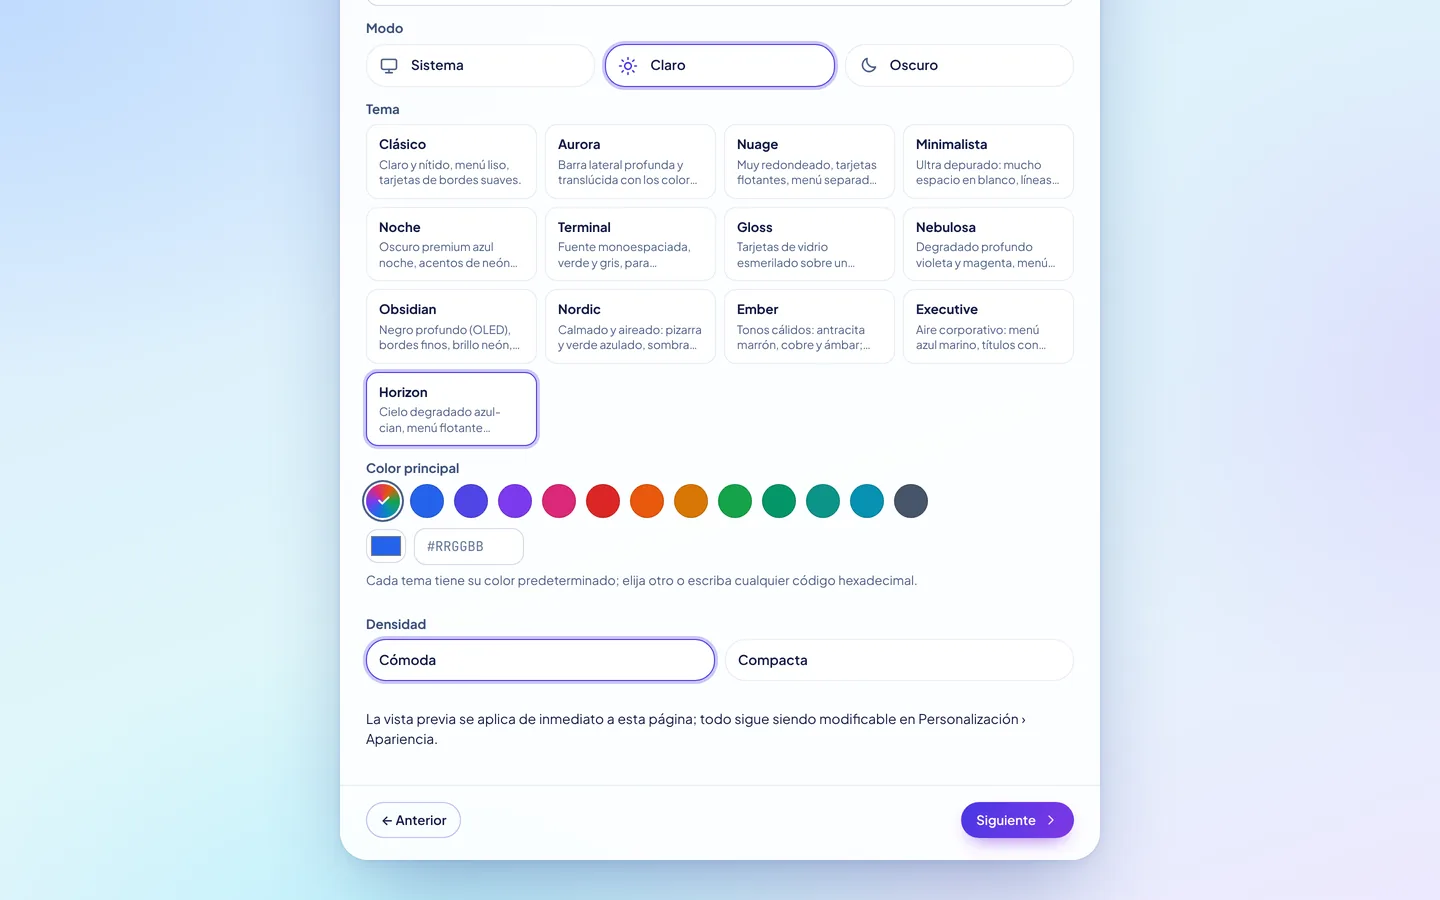 Modo
Sistema
Claro
Oscuro
Tema
Clásico
Claro y nítido, menú liso,
tarjetas de bordes suaves.
Aurora
Barra lateral profunda y
translúcida con los color…
Nuage
Muy redondeado, tarjetas
flotantes, menú separad…
Minimalista
Ultra depurado: mucho
espacio en blanco, líneas…
Noche
Oscuro premium azul
noche, acentos de neón…
Terminal
Fuente monoespaciada,
verde y gris, para…
Gloss
Tarjetas de vidrio
esmerilado sobre un…
Nebulosa
Degradado profundo
violeta y magenta, menú…
Obsidian
Negro profundo (OLED),
bordes finos, brillo neón,…
Nordic
Calmado y aireado: pizarra
y verde azulado, sombra…
Ember
Tonos cálidos: antracita
marrón, cobre y ámbar;…
Executive
Aire corporativo: menú
azul marino, títulos con…
Horizon
Cielo degradado azul-
cian, menú flotante…
Color principal
#RRGGBB
Cada tema tiene su color predeterminado; elija otro o escriba cualquier código hexadecimal.
Densidad
Cómoda
Compacta
La vista previa se aplica de inmediato a esta página; todo sigue siendo modificable en Personalización ›
Apariencia.
← Anterior
Siguiente